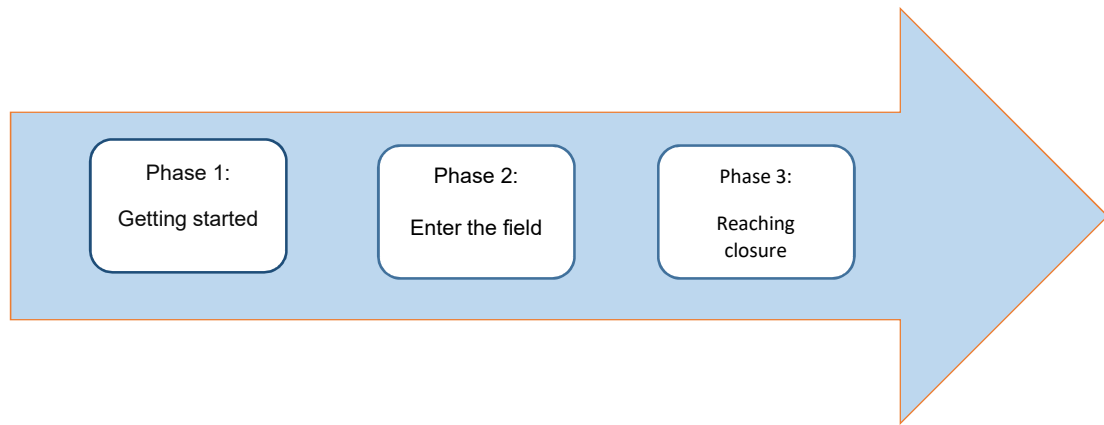 Phase 1:
Getting started
Phase 2:
Enter the field
Phase 3:
Reaching
closure